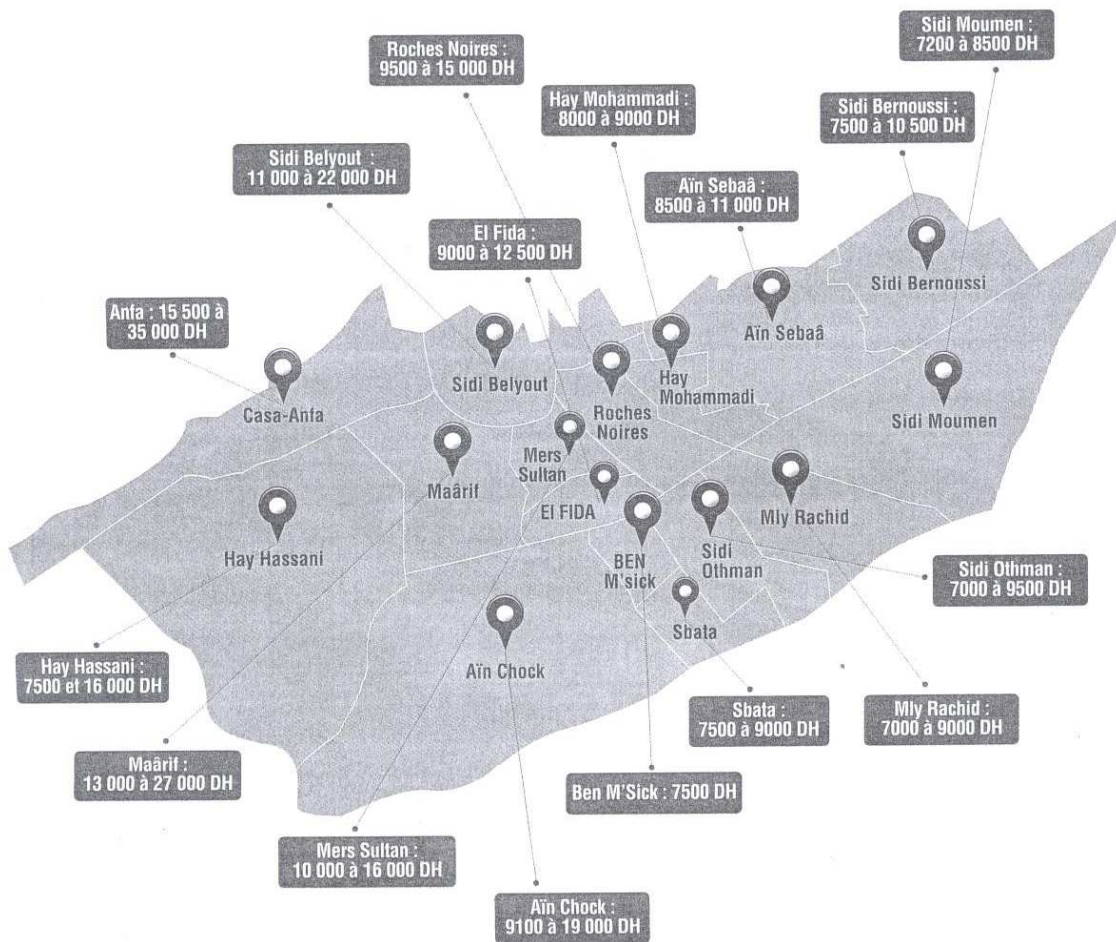 Sidi Moumen :
7200 à 8500 DH
Roches Noires :
9500 à 15 000 DH
Hay Mohammadi :
8000 à 9000 DH
Sidi Bernoussi :
7500 à 10 500 DH
Sidi Belyout :
11 000 à 22 000 DH
Aïn Sebaâ :
8500 à 11 000 DH
El Fida :
9000 à 12 500 DH
Anfa : 15 500 à
35 000 DH
Sidi Bernoussi
Aïn Sebaâ
Casa-Anfa
Sidi Belyout
Hay
Mohammadi
Roches
Noires
Sidi Moumen
Mers
Sultan
Maârif
El FIDA
Mly Rachid
Hay Hassani
BEN
M'sick
Sidi
Othman
Sbata
Aïn Chock
Sidi Othman :
7000 à 9500 DH
Hay Hassani :
7500 et 16 000 DH
Sbata :
7500 à 9000 DH
Mly Rachid :
7000 à 9000 DH
Maârif :
13 000 à 27 000 DH
Ben M'Sick : 7500 DH
Mers Sultan :
10 000 à 16 000 DH
Aïn Chock :
9100 à 19 000 DH